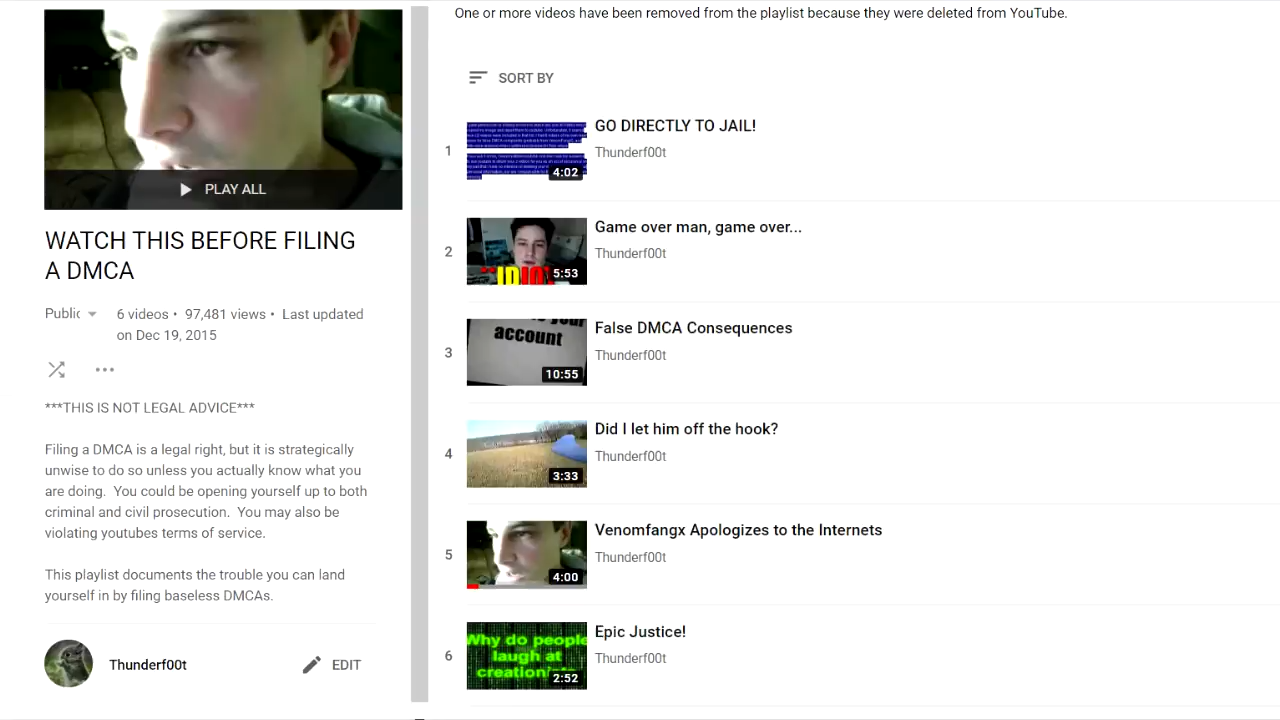 One or more videos have been removed from the playlist because they were deleted from YouTube.
PLAY ALL
WATCH THIS BEFORE FILING
A DMCA
Public
6 videos • 97,481 views • Last updated
on Dec 19, 2015
***THIS IS NOT LEGAL ADVICE***
Filing a DMCA is a legal right, but it is strategically
unwise to do so unless you actually know what you
are doing. You could be opening yourself up to both
criminal and civil prosecution. You may also be
violating youtubes terms of service.
This playlist documents the trouble you can land
yourself in by filing baseless DMCAs.
Thunderf00t
EDIT
SORT BY
1
4:02
GO DIRECTLY TO JAIL!
Thunderf00t
2
5:53
Game over man, game over...
Thunderf00t
3
account
10:55
False DMCA Consequences
Thunderf00t
4
3:33
Did I let him off the hook?
Thunderf00t
5
4:00
Venomfangx Apologizes to the Internets
Thunderf00t
6
Why do people
laugh at
2:52
Epic Justice!
Thunderf00t